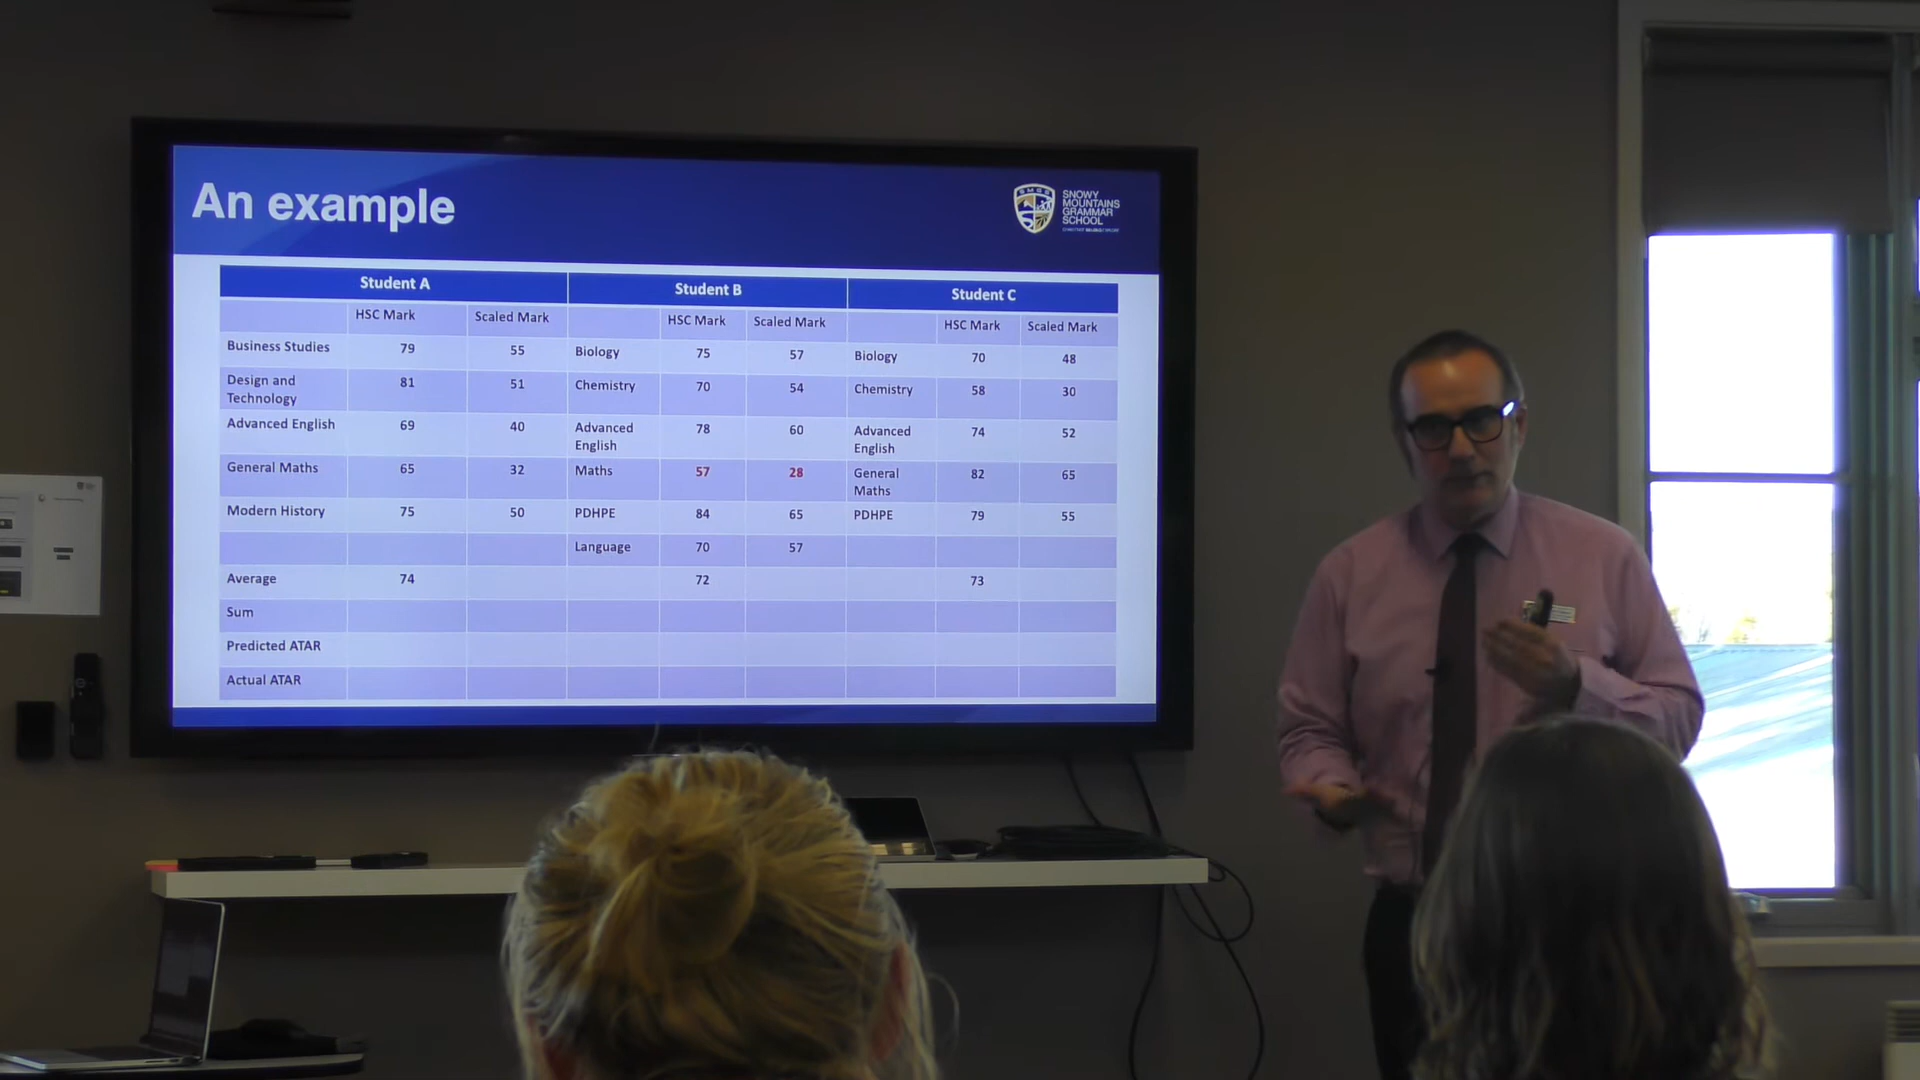 An example
SNOWY
MOUNTAINS
GRAMMAR
SCHOOL
Student A Student B Student C
HSC Mark Scaled Mark HSC Mark Scaled Mark HSC Mark Scaled Mark
Business Studies 79 55 Biology 75 57 Biology 70 48
Design and
Technology 81 51 Chemistry 70 54 Chemistry 58 30
Advanced English 69 40 Advanced
English 78 60 Advanced
English 74 52
General Maths 65 32 Maths 57 28 General
Maths 82 65
Modern History 75 50 PDHPE 84 65 PDHPE 79 55
Language 70 57
Average 74 72 73
Sum
Predicted ATAR
Actual ATAR